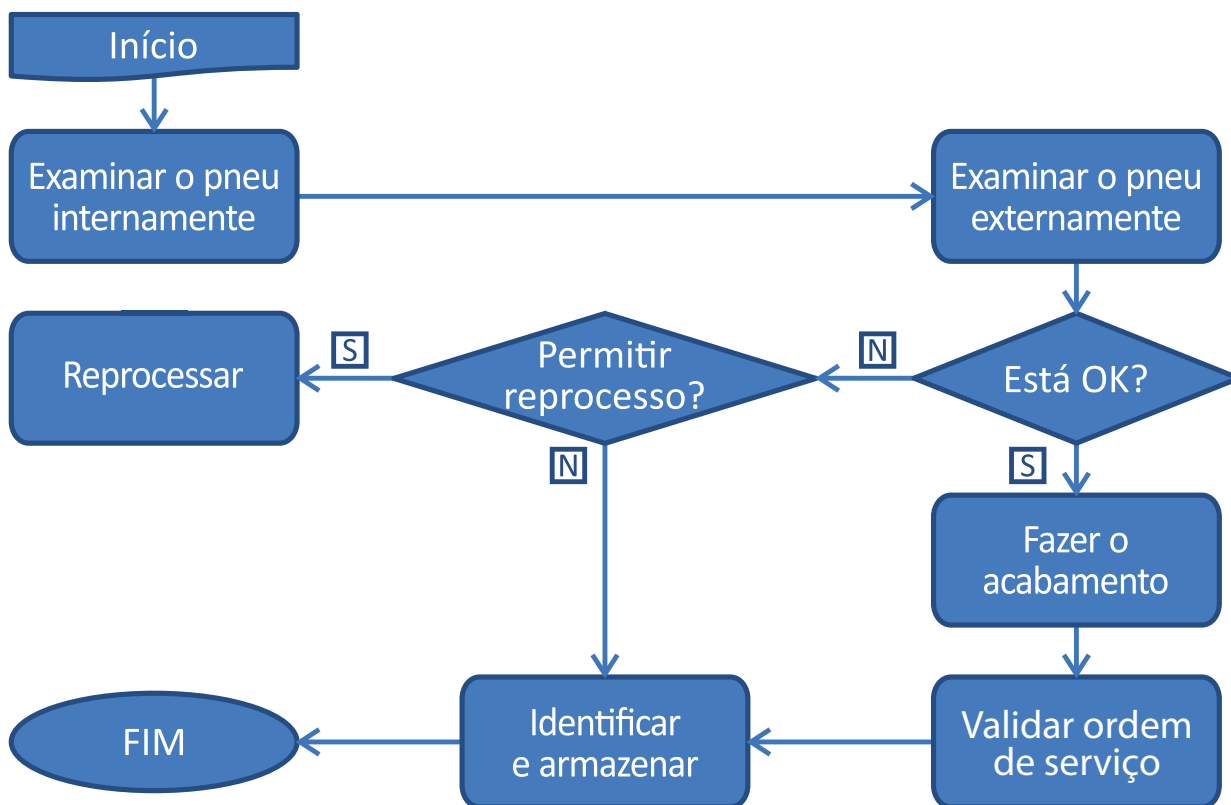 Início
Examinar o pneu
internamente
Examinar o pneu
externamente
Reprocessar
S
Permitir
reprocesso?
N
Está OK?
N
S
Fazer o
acabamento
FIM
Identificar
e armazenar
Validar ordem
de serviço